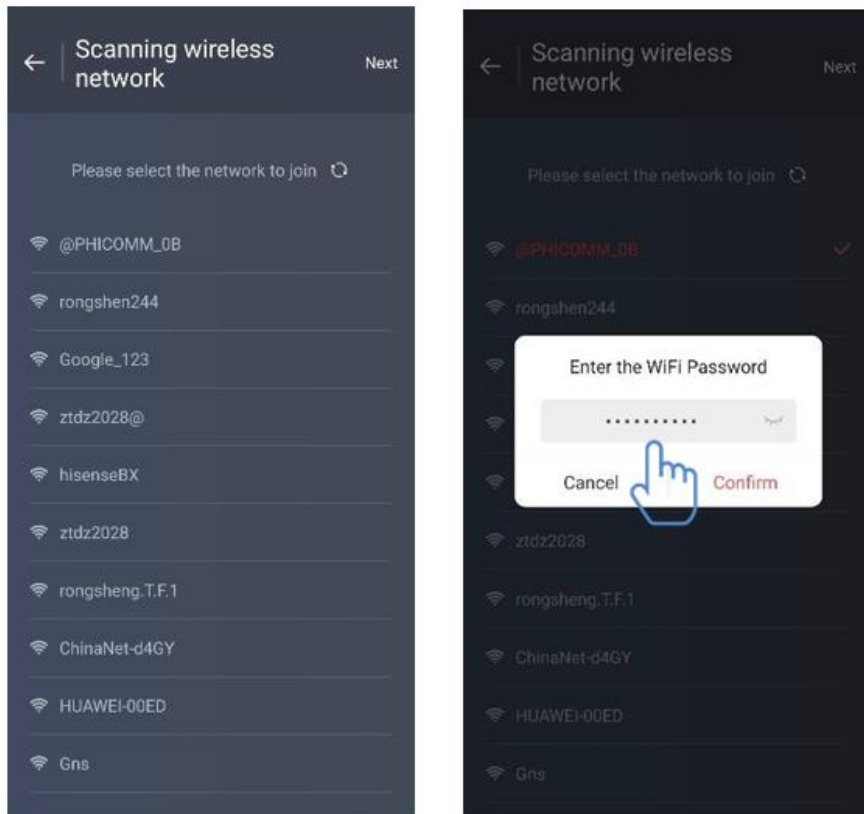 Scanning wireless
network
Next
Please select the network to join
@PHICOMM_0B
rongshen244
Google_123
ztdz2028@
hisenseBX
ztdz2028
rongsheng.T.F.1
ChinaNet-d4GY
HUAWEI-00ED
Gns
Scanning wireless
network
Next
Please select the network to join
@PHICOMM_0B
rongshen244
Enter the WiFi Password
••••••••••
Cancel
Confirm
ztdz2028
rongsheng.T.F.1
ChinaNet-d4GY
HUAWEI-00ED
Gns